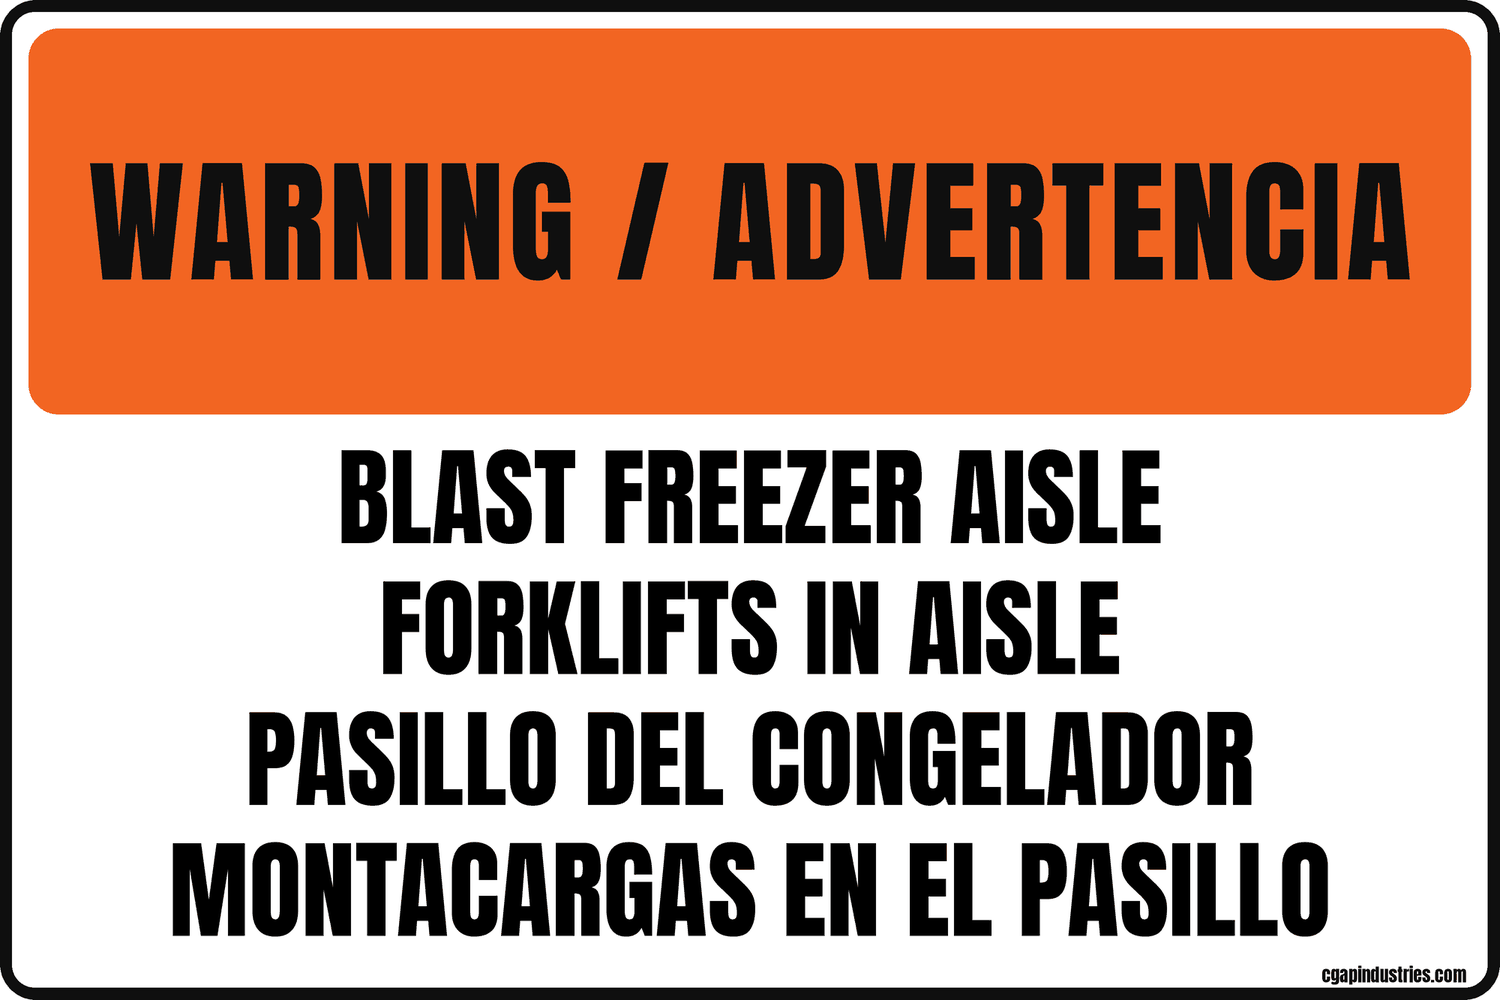 WARNING / ADVERTENCIA
BLAST FREEZER AISLE
FORKLIFTS IN AISLE
PASILLO DEL CONGELADOR
MONTACARGAS EN EL PASILLO
cgapindustries.com